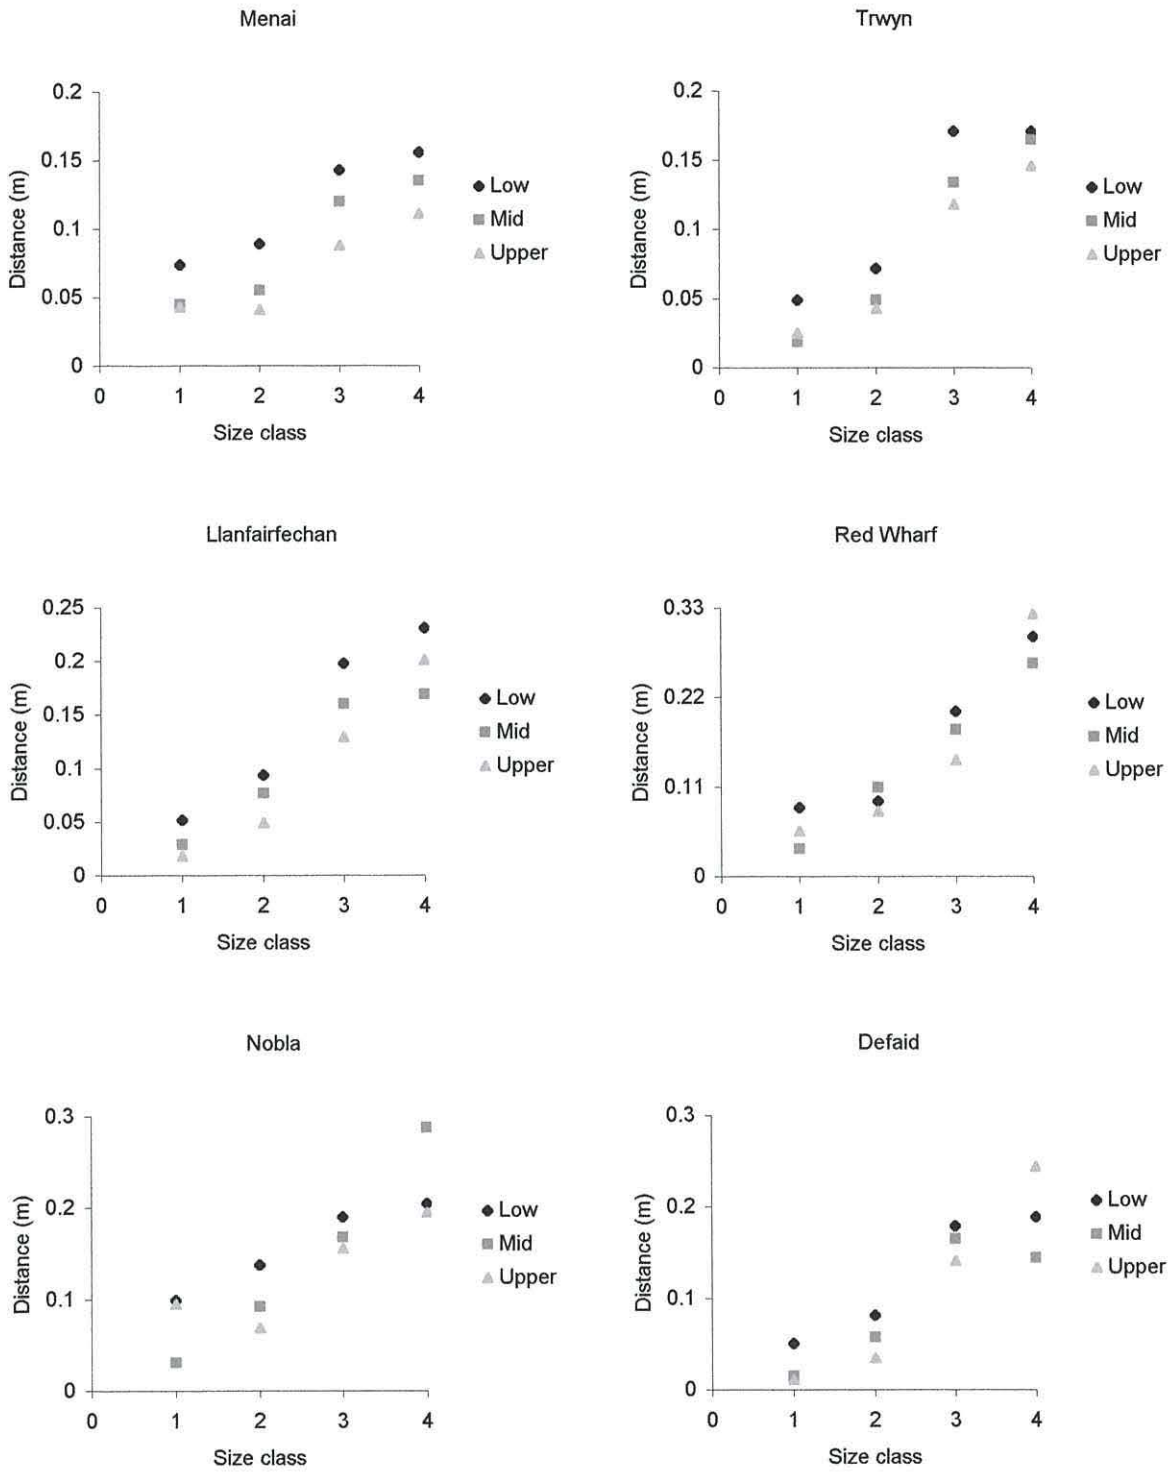 Menai
0.2
0.15
0.1
0.05
0
Distance (m)
0 1 2 3 4
Size class
Low
Mid
Upper
Trwyn
0.2
0.15
0.1
0.05
0
Distance (m)
0 1 2 3 4
Size class
Low
Mid
Upper
Llanfairfechan
0.25
0.2
0.15
0.1
0.05
0
Distance (m)
0 1 2 3 4
Size class
Low
Mid
Upper
Red Wharf
0.33
0.22
0.11
0
Distance (m)
0 1 2 3 4
Size class
Low
Mid
Upper
Nobla
0.3
0.2
0.1
0
Distance (m)
0 1 2 3 4
Size class
Low
Mid
Upper
Defaid
0.3
0.2
0.1
0
Distance (m)
0 1 2 3 4
Size class
Low
Mid
Upper